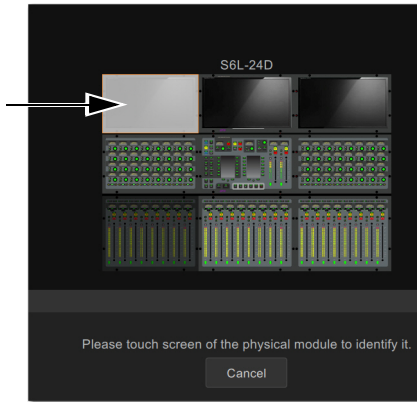 S6L-24D
Please touch screen of the physical module to identify it.
Cancel